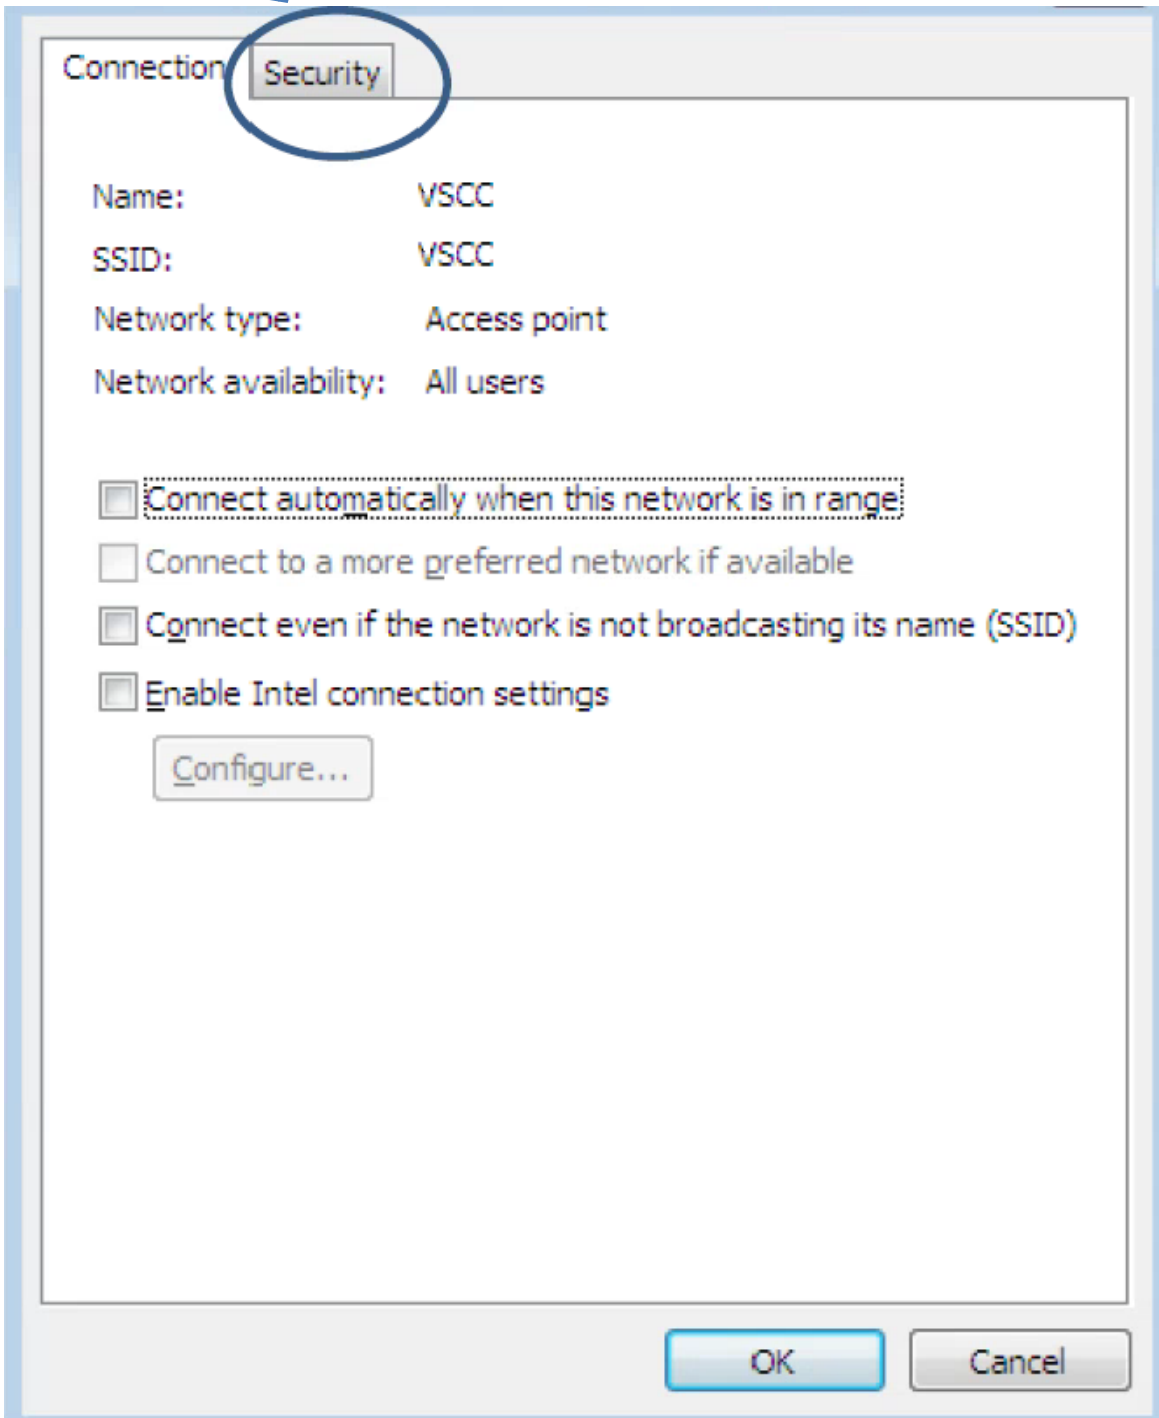 Connection Security
Name: VSCC
SSID: VSCC
Network type: Access point
Network availability: All users
Connect automatically when this network is in range
Connect to a more preferred network if available
Connect even if the network is not broadcasting its name (SSID)
Enable Intel connection settings
Configure...
OK Cancel